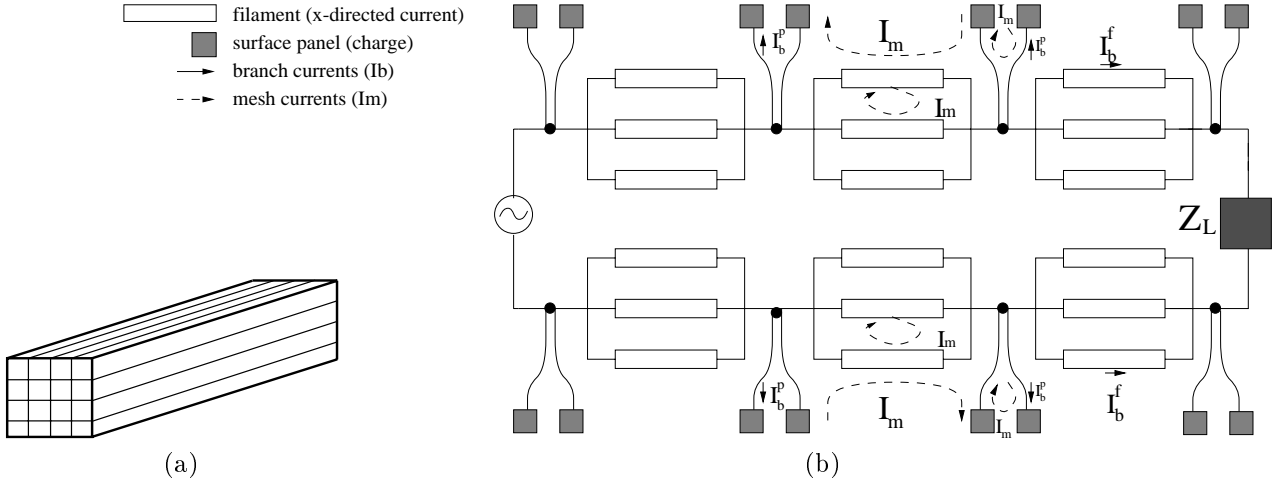 filament (x-directed current)
surface panel (charge)
branch currents (Ib)
mesh currents (Im)
I_b^p
I_m
I_m
I_b^p
I_b^f
I_m
Z_L
I_m
I_b^p
I_m
I_m
I_b^p
I_b^f
(a)
(b)